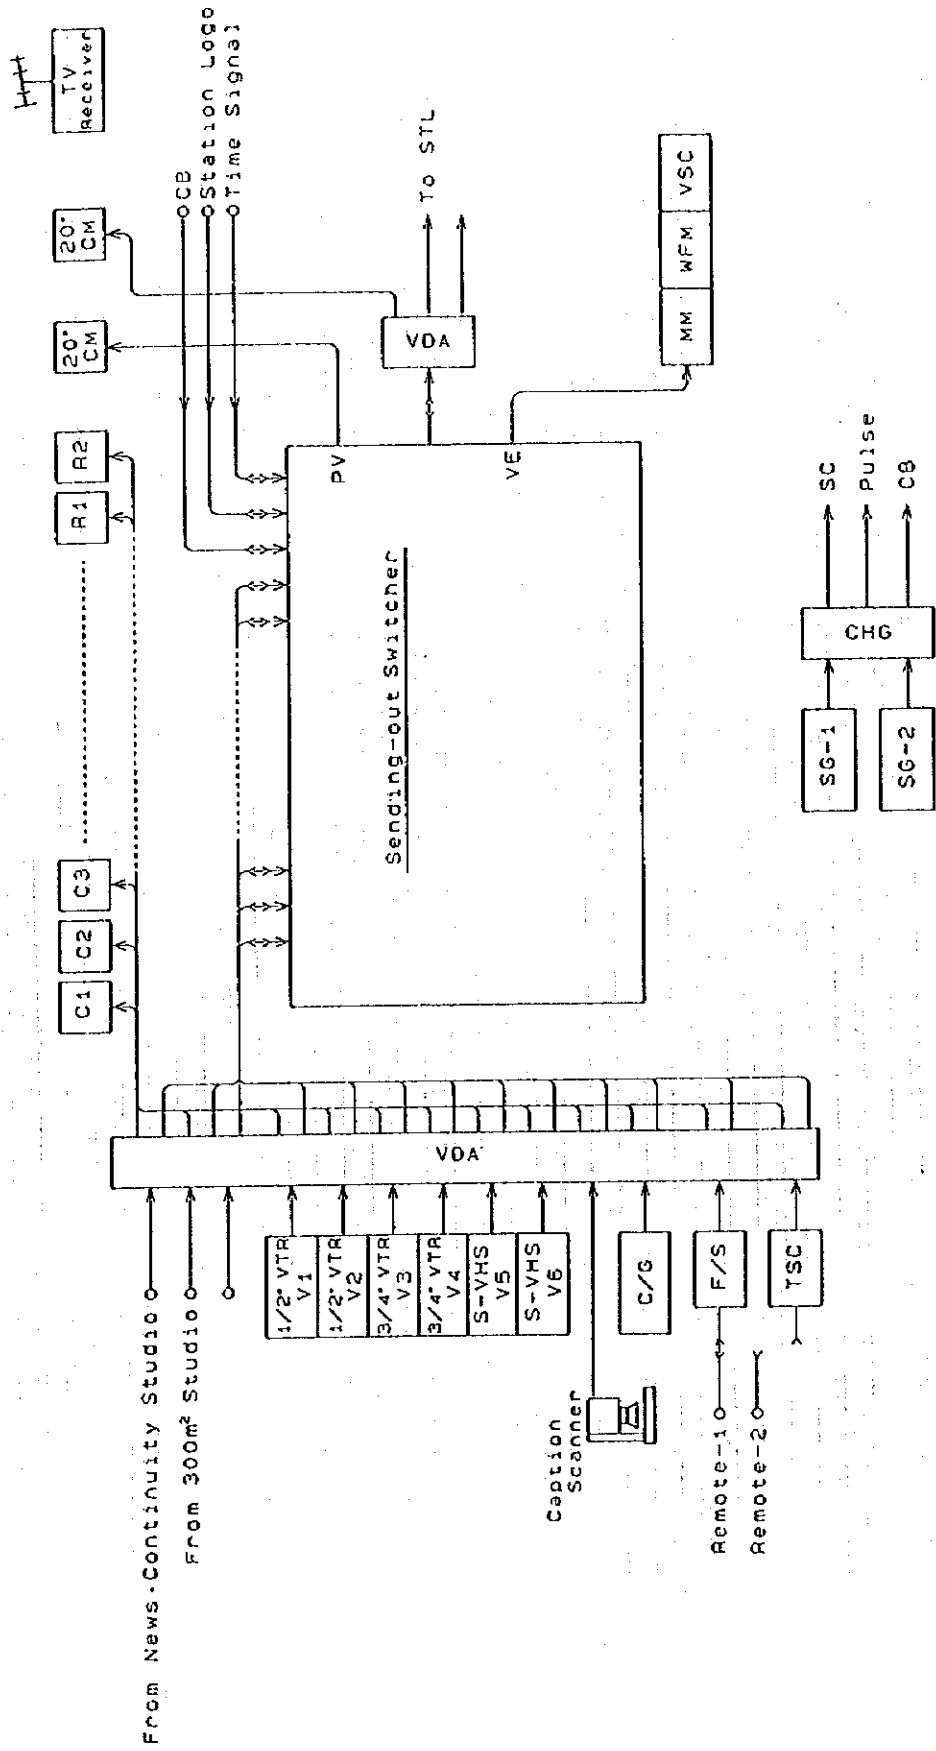 From News·Continuity Studio
From 300m² Studio
1/2" VTR
V1
1/2" VTR
V2
3/4" VTR
V3
3/4" VTR
V4
S-VHS
V5
S-VHS
V6
Caption
Scanner
C/G
Remote-1
F/S
Remote-2
TSC
VDA
C1
C2
C3
R1
R2
20"
CM
20"
CM
TV
Receiver
CB
Station Logo
Time Signal
Sending-out Switcher
PV
VE
VDA
To STL
MM
WFM
VSC
SG-1
SG-2
CHG
SC
Pulse
CB